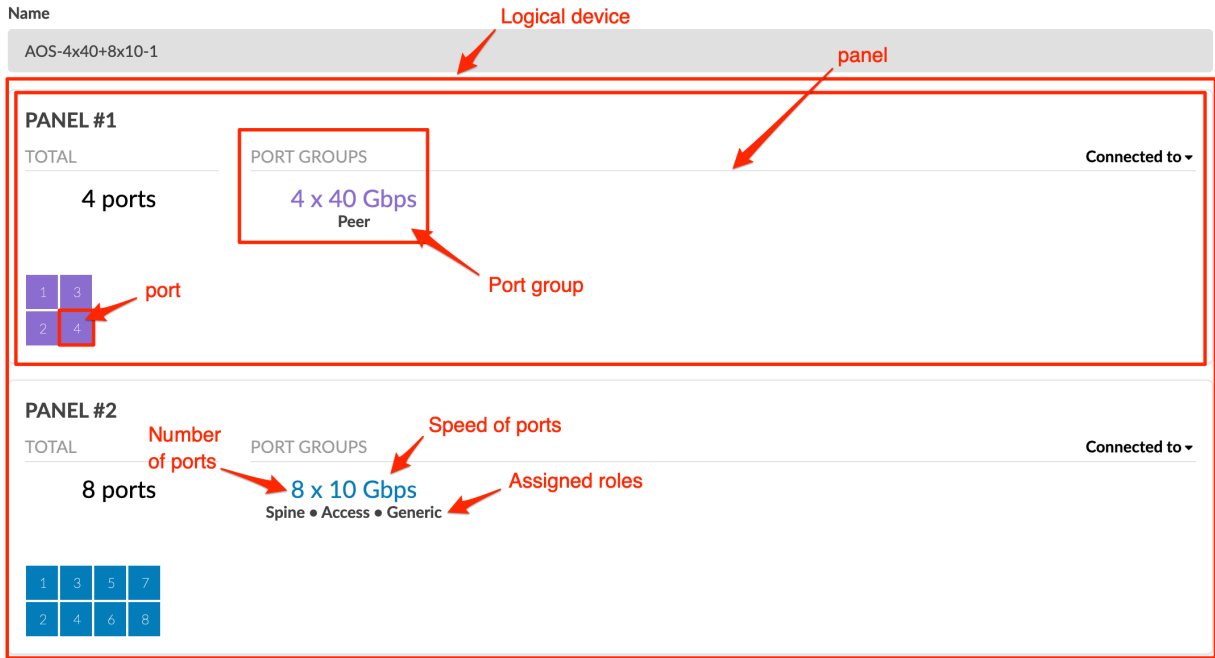 Name
Logical device
AOS-4x40+8x10-1
panel
PANEL #1
TOTAL
PORT GROUPS
Connected to
4 ports
4 x 40 Gbps
Peer
Port group
port
1 3
2 4
PANEL #2
TOTAL
Number
of ports
PORT GROUPS
Speed of ports
Connected to
8 ports
8 x 10 Gbps
Assigned roles
Spine ● Access ● Generic
1 3 5 7
2 4 6 8